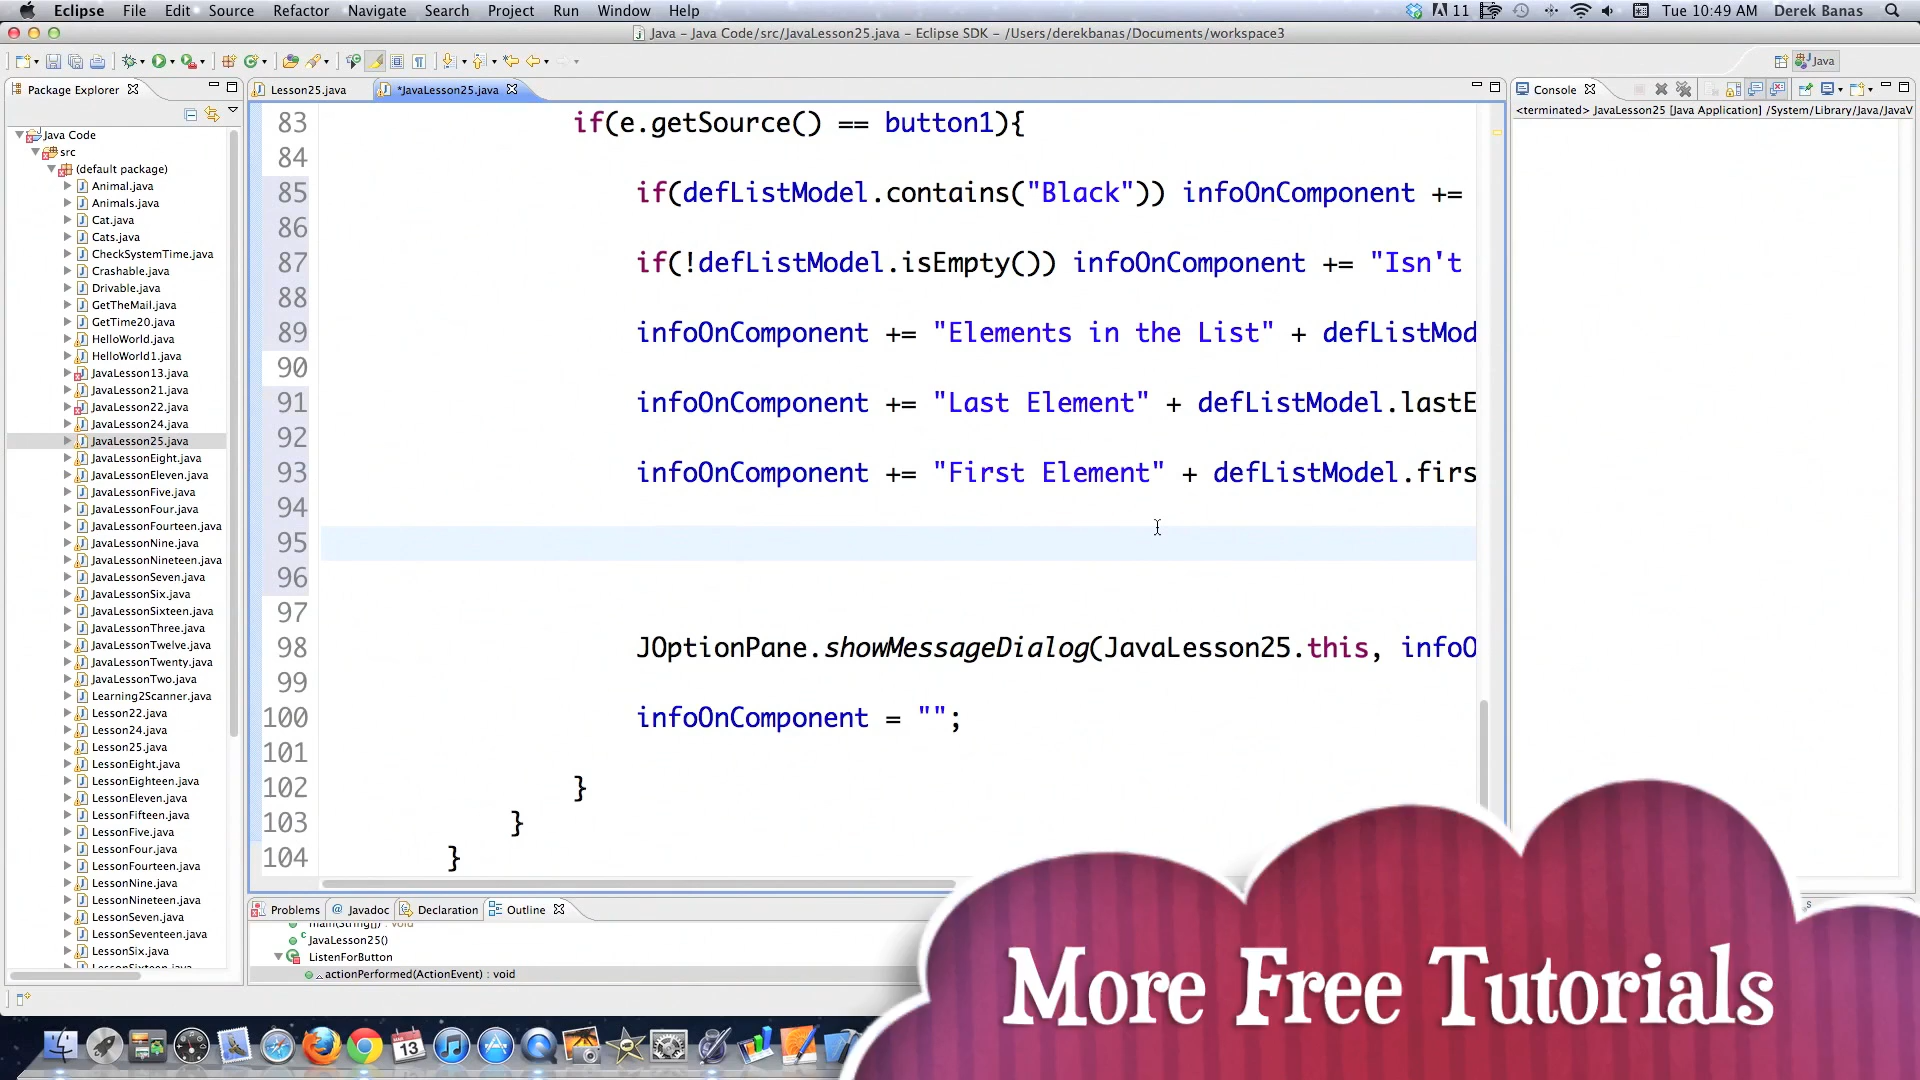 Eclipse File Edit Source Refactor Navigate Search Project Run Window Help 11 Tue 10:49 AM Derek Banas
Java – Java Code/src/JavaLesson25.java – Eclipse SDK – /Users/derekbanas/Documents/workspace3
Java
Package Explorer
Lesson25.java
*JavaLesson25.java
Console
<terminated> JavaLesson25 [Java Application] /System/Library/Java/JavaV
Java Code
src
(default package)
Animal.java
Animals.java
Cat.java
Cats.java
CheckSystemTime.java
Crashable.java
Drivable.java
GetTheMail.java
GetTime20.java
HelloWorld.java
HelloWorld1.java
JavaLesson13.java
JavaLesson21.java
JavaLesson22.java
JavaLesson24.java
JavaLesson25.java
JavaLessonEight.java
JavaLessonEleven.java
JavaLessonFive.java
JavaLessonFour.java
JavaLessonFourteen.java
JavaLessonNine.java
JavaLessonNineteen.java
JavaLessonSeven.java
JavaLessonSix.java
JavaLessonSixteen.java
JavaLessonThree.java
JavaLessonTwelve.java
JavaLessonTwenty.java
JavaLessonTwo.java
Learning2Scanner.java
Lesson22.java
Lesson24.java
Lesson25.java
LessonEight.java
LessonEighteen.java
LessonEleven.java
LessonFifteen.java
LessonFive.java
LessonFour.java
LessonFourteen.java
LessonNine.java
LessonNineteen.java
LessonSeven.java
LessonSeventeen.java
LessonSix.java
LessonSixteen.java
83 if(e.getSource() == button1){
84
85 if(defListModel.contains("Black")) infoOnComponent +=
86
87 if(!defListModel.isEmpty()) infoOnComponent += "Isn't
88
89 infoOnComponent += "Elements in the List" + defListMod
90
91 infoOnComponent += "Last Element" + defListModel.lastE
92
93 infoOnComponent += "First Element" + defListModel.firs
94
95
96
97
98 JOptionPane.showMessageDialog(JavaLesson25.this, infoO
99
100 infoOnComponent = "";
101
102 }
103 }
104 }
Problems @ Javadoc Declaration Outline
main(String[]) : void
JavaLesson25()
ListenForButton
actionPerformed(ActionEvent) : void
More Free Tutorials
MAR
13